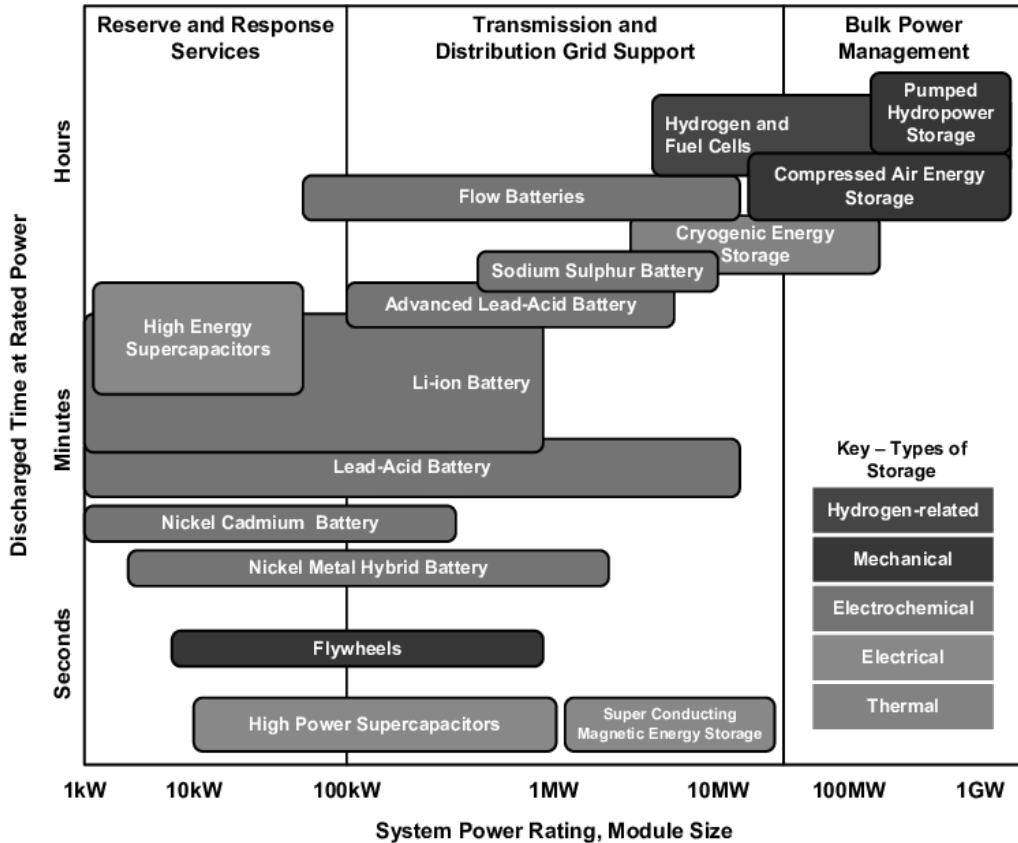 Reserve and Response
Services
Transmission and
Distribution Grid Support
Bulk Power
Management
Discharged Time at Rated Power
Hours
Minutes
Seconds
Pumped
Hydropower
Storage
Hydrogen and
Fuel Cells
Compressed Air Energy
Storage
Flow Batteries
Cryogenic Energy
Storage
Sodium Sulphur Battery
Advanced Lead-Acid Battery
High Energy
Supercapacitors
Li-ion Battery
Lead-Acid Battery
Nickel Cadmium Battery
Nickel Metal Hybrid Battery
Flywheels
High Power Supercapacitors
Super Conducting
Magnetic Energy Storage
Key – Types of
Storage
Hydrogen-related
Mechanical
Electrochemical
Electrical
Thermal
1kW 10kW 100kW 1MW 10MW 100MW 1GW
System Power Rating, Module Size